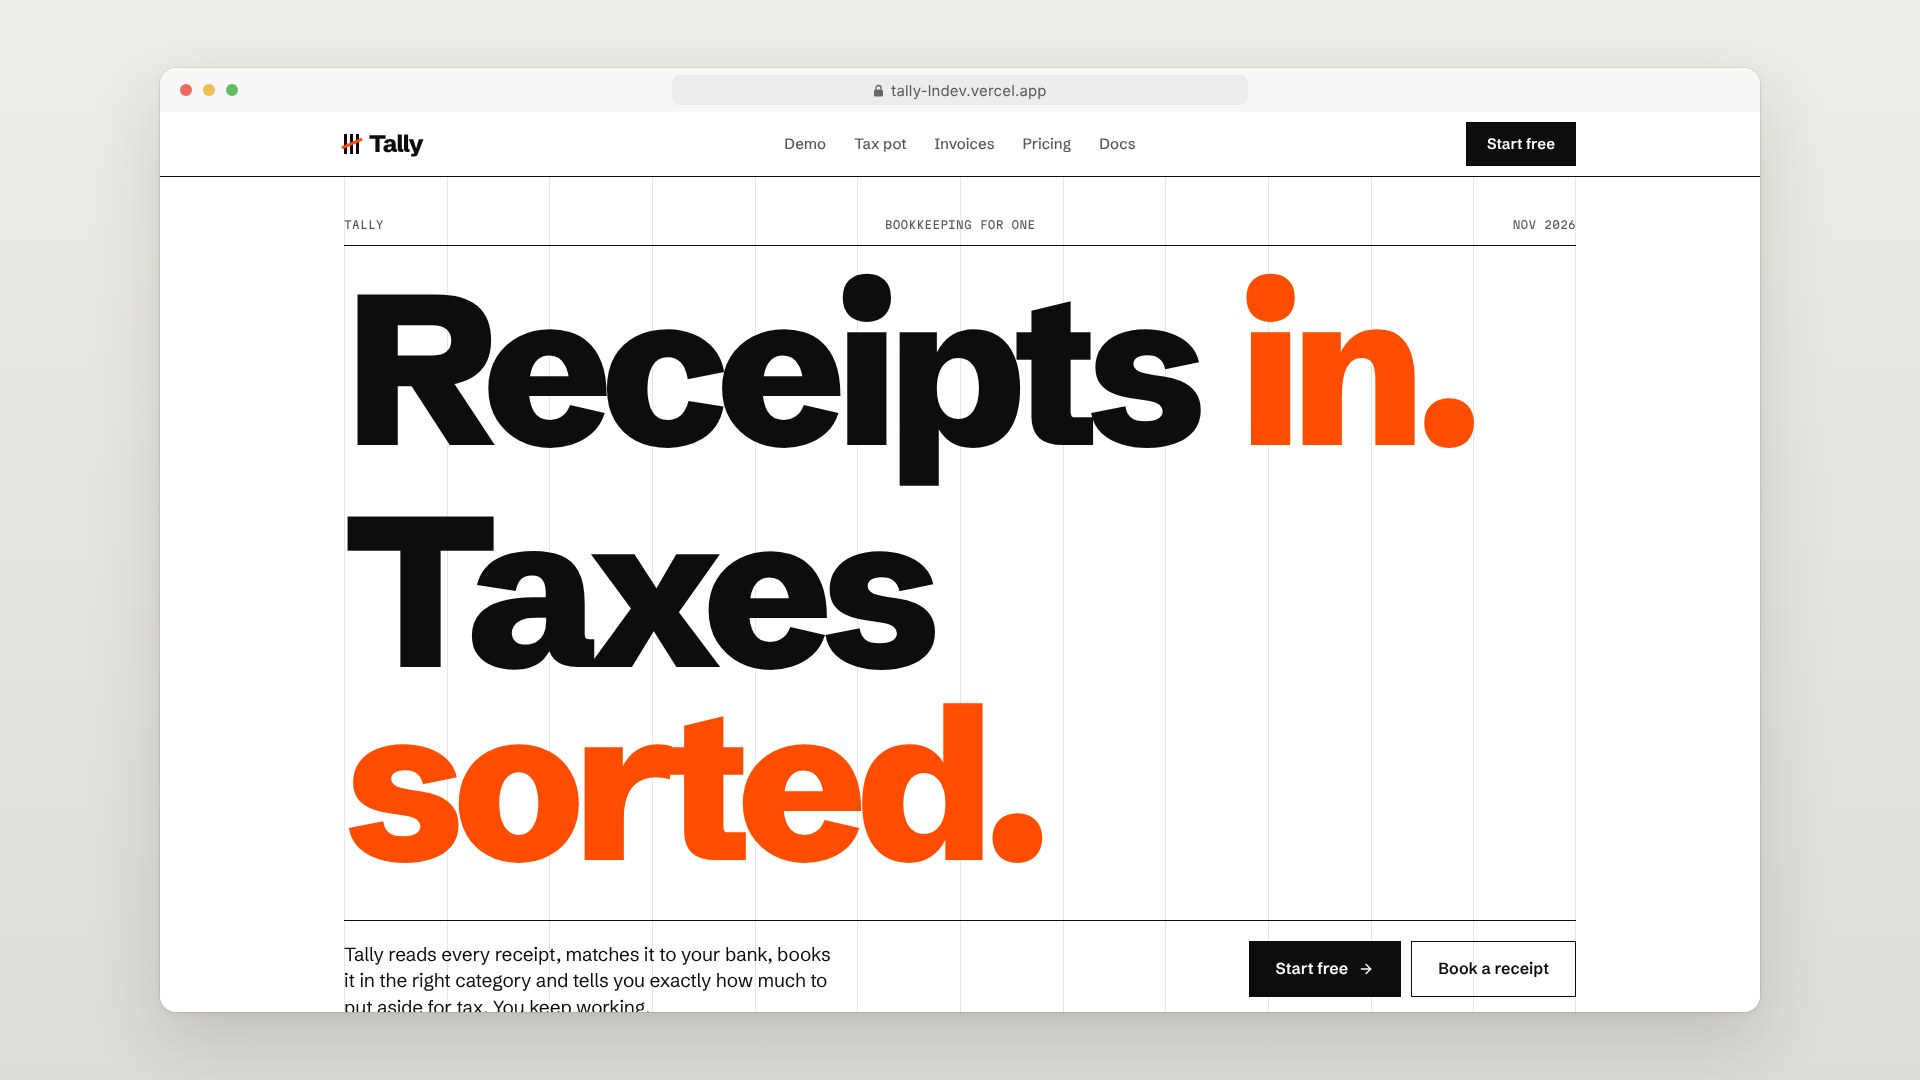 tally-lndev.vercel.app
Tally
Demo Tax pot Invoices Pricing Docs
Start free
TALLY
BOOKKEEPING FOR ONE
NOV 2026
Receipts in.
Taxes
sorted.
Tally reads every receipt, matches it to your bank, books
it in the right category and tells you exactly how much to
put aside for tax. You keep working.
Start free →
Book a receipt